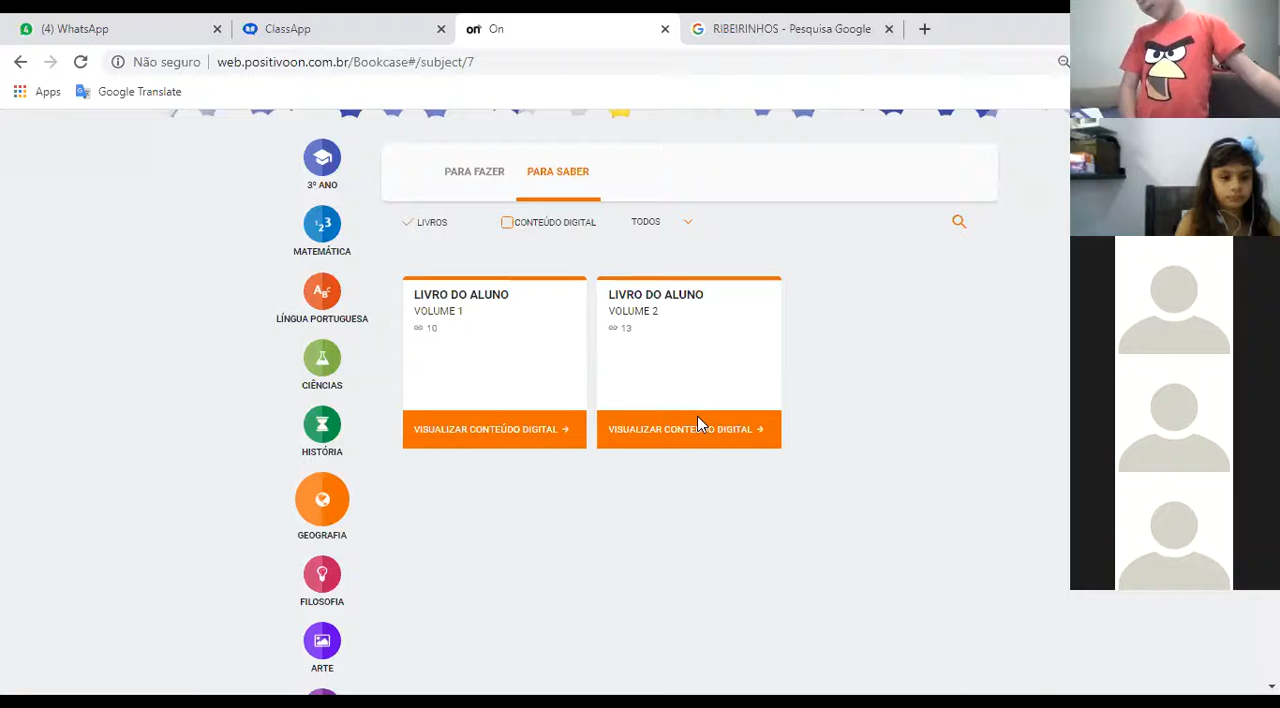 (4) WhatsApp
ClassApp
on
On
RIBEIRINHOS - Pesquisa Google
Não seguro
web.positivoon.com.br/Bookcase#/subject/7
Apps
Google Translate
PARA FAZER
PARA SABER
LIVROS
CONTEÚDO DIGITAL
TODOS
3º ANO
MATEMÁTICA
LÍNGUA PORTUGUESA
CIÊNCIAS
HISTÓRIA
GEOGRAFIA
FILOSOFIA
ARTE
LIVRO DO ALUNO
VOLUME 1
10
VISUALIZAR CONTEÚDO DIGITAL
LIVRO DO ALUNO
VOLUME 2
13
VISUALIZAR CONTEÚDO DIGITAL